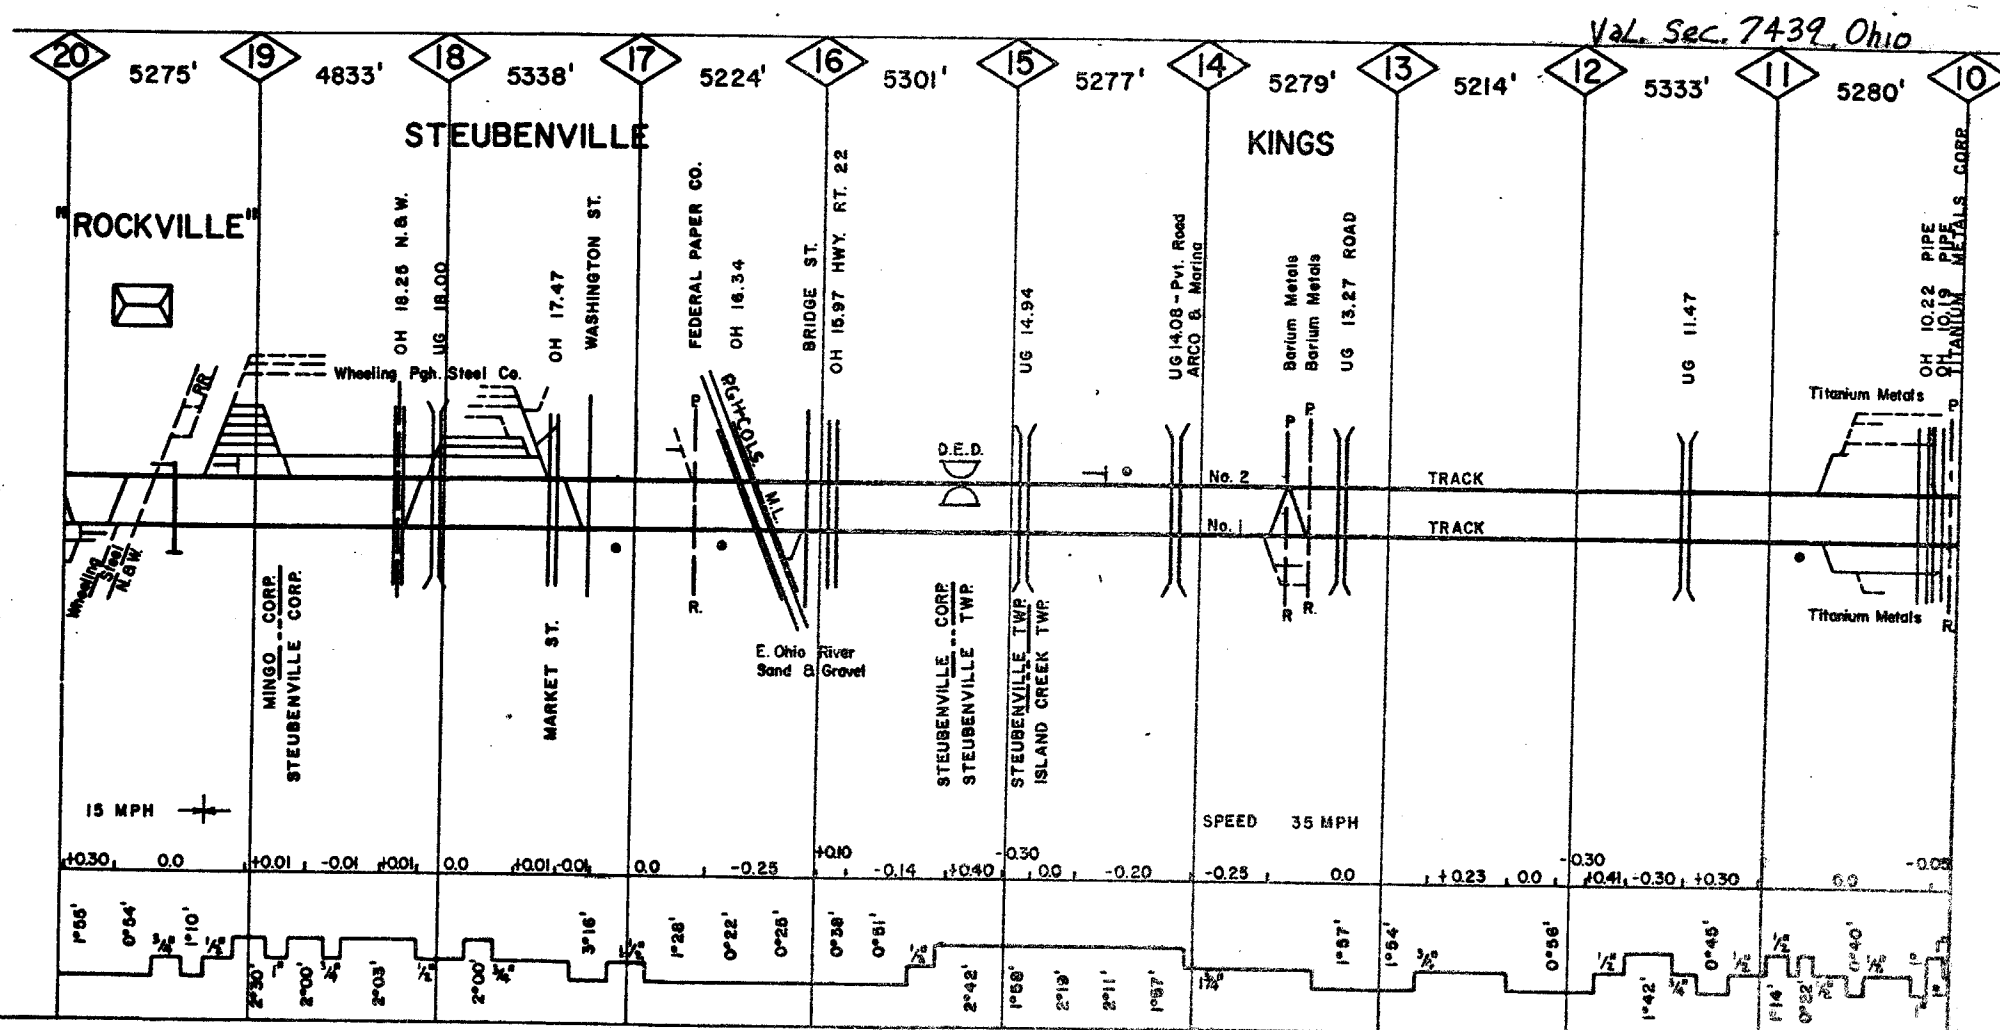 Val. Sec. 7439, Ohio
20 5275' 19 4833' 18 5338' 17 5224' 16 5301' 15 5277' 14 5279' 13 5214' 12 5333' 11 5280' 10
STEUBENVILLE
KINGS
"ROCKVILLE"
OH 18.25 N.&W.
UG 18.00
OH 17.47
WASHINGTON ST.
FEDERAL PAPER CO.
OH 16.34
BRIDGE ST.
OH 15.97 HWY. RT. 22
UG 14.94
UG 14.08 - Pvt. Road
ARCO & Marina
Barium Metals
Barium Metals
UG 13.27 ROAD
UG 11.47
OH 10.22 PIPE
OH 10.19 PIPE
TITANIUM METALS CORP.
RR
Wheeling Pgh. Steel Co.
PGH-COLS. M.L.
P
P
P
P
D.E.D.
Titanium Metals
No. 2 TRACK
No. 1 TRACK
Wheeling Steel
N.&W.
R.
R
R.
R
Titanium Metals
MINGO CORP.
STEUBENVILLE CORP.
MARKET ST.
E. Ohio River
Sand & Gravel
STEUBENVILLE CORP.
STEUBENVILLE TWP.
STEUBENVILLE TWP.
ISLAND CREEK TWP.
15 MPH
SPEED 35 MPH
+0.30 0.0 +0.01 -0.01 +0.01 0.0 +0.01 -0.01 0.0 -0.25 +0.10 -0.14 +0.40 -0.30 0.0 -0.20 -0.25 0.0 +0.23 0.0 -0.30 +0.41 -0.30 +0.30 0.0 -0.05
1°55' 0°54' 1°10' 3°16' 1°28' 0°22' 0°25' 0°38' 0°51' 1°57' 1°54' 0°56' 0°45' 0°40'
2°30' 2°00' 2°03' 2°00' 2°42' 1°58' 2°19' 2°11' 1°57' 1°42' 1°14' 0°22'